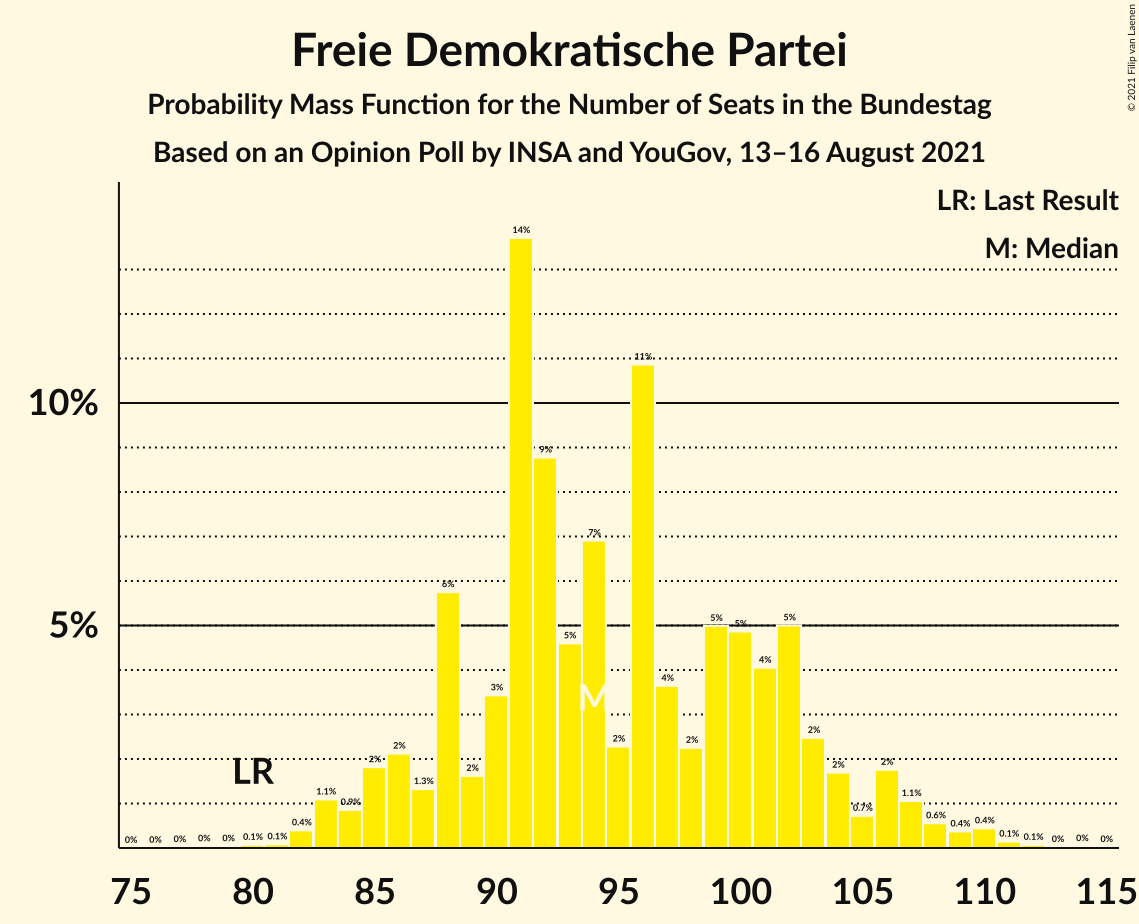 Freie Demokratische Partei
Probability Mass Function for the Number of Seats in the Bundestag
Based on an Opinion Poll by INSA and YouGov, 13–16 August 2021
© 2021 Filip van Laenen
LR: Last Result
M: Median
10%
5%
0% 0% 0% 0% 0% 0.1% 0.1% 0.4% 1.1% 0.9% 2% 2% 1.3% 6% 2% 3% 14% 9% 5% 7% 2% 11% 4% 2% 5% 5% 4% 5% 2% 2% 0.7% 2% 1.1% 0.6% 0.4% 0.4% 0.1% 0.1% 0% 0% 0%
LR
M
75 80 85 90 95 100 105 110 115